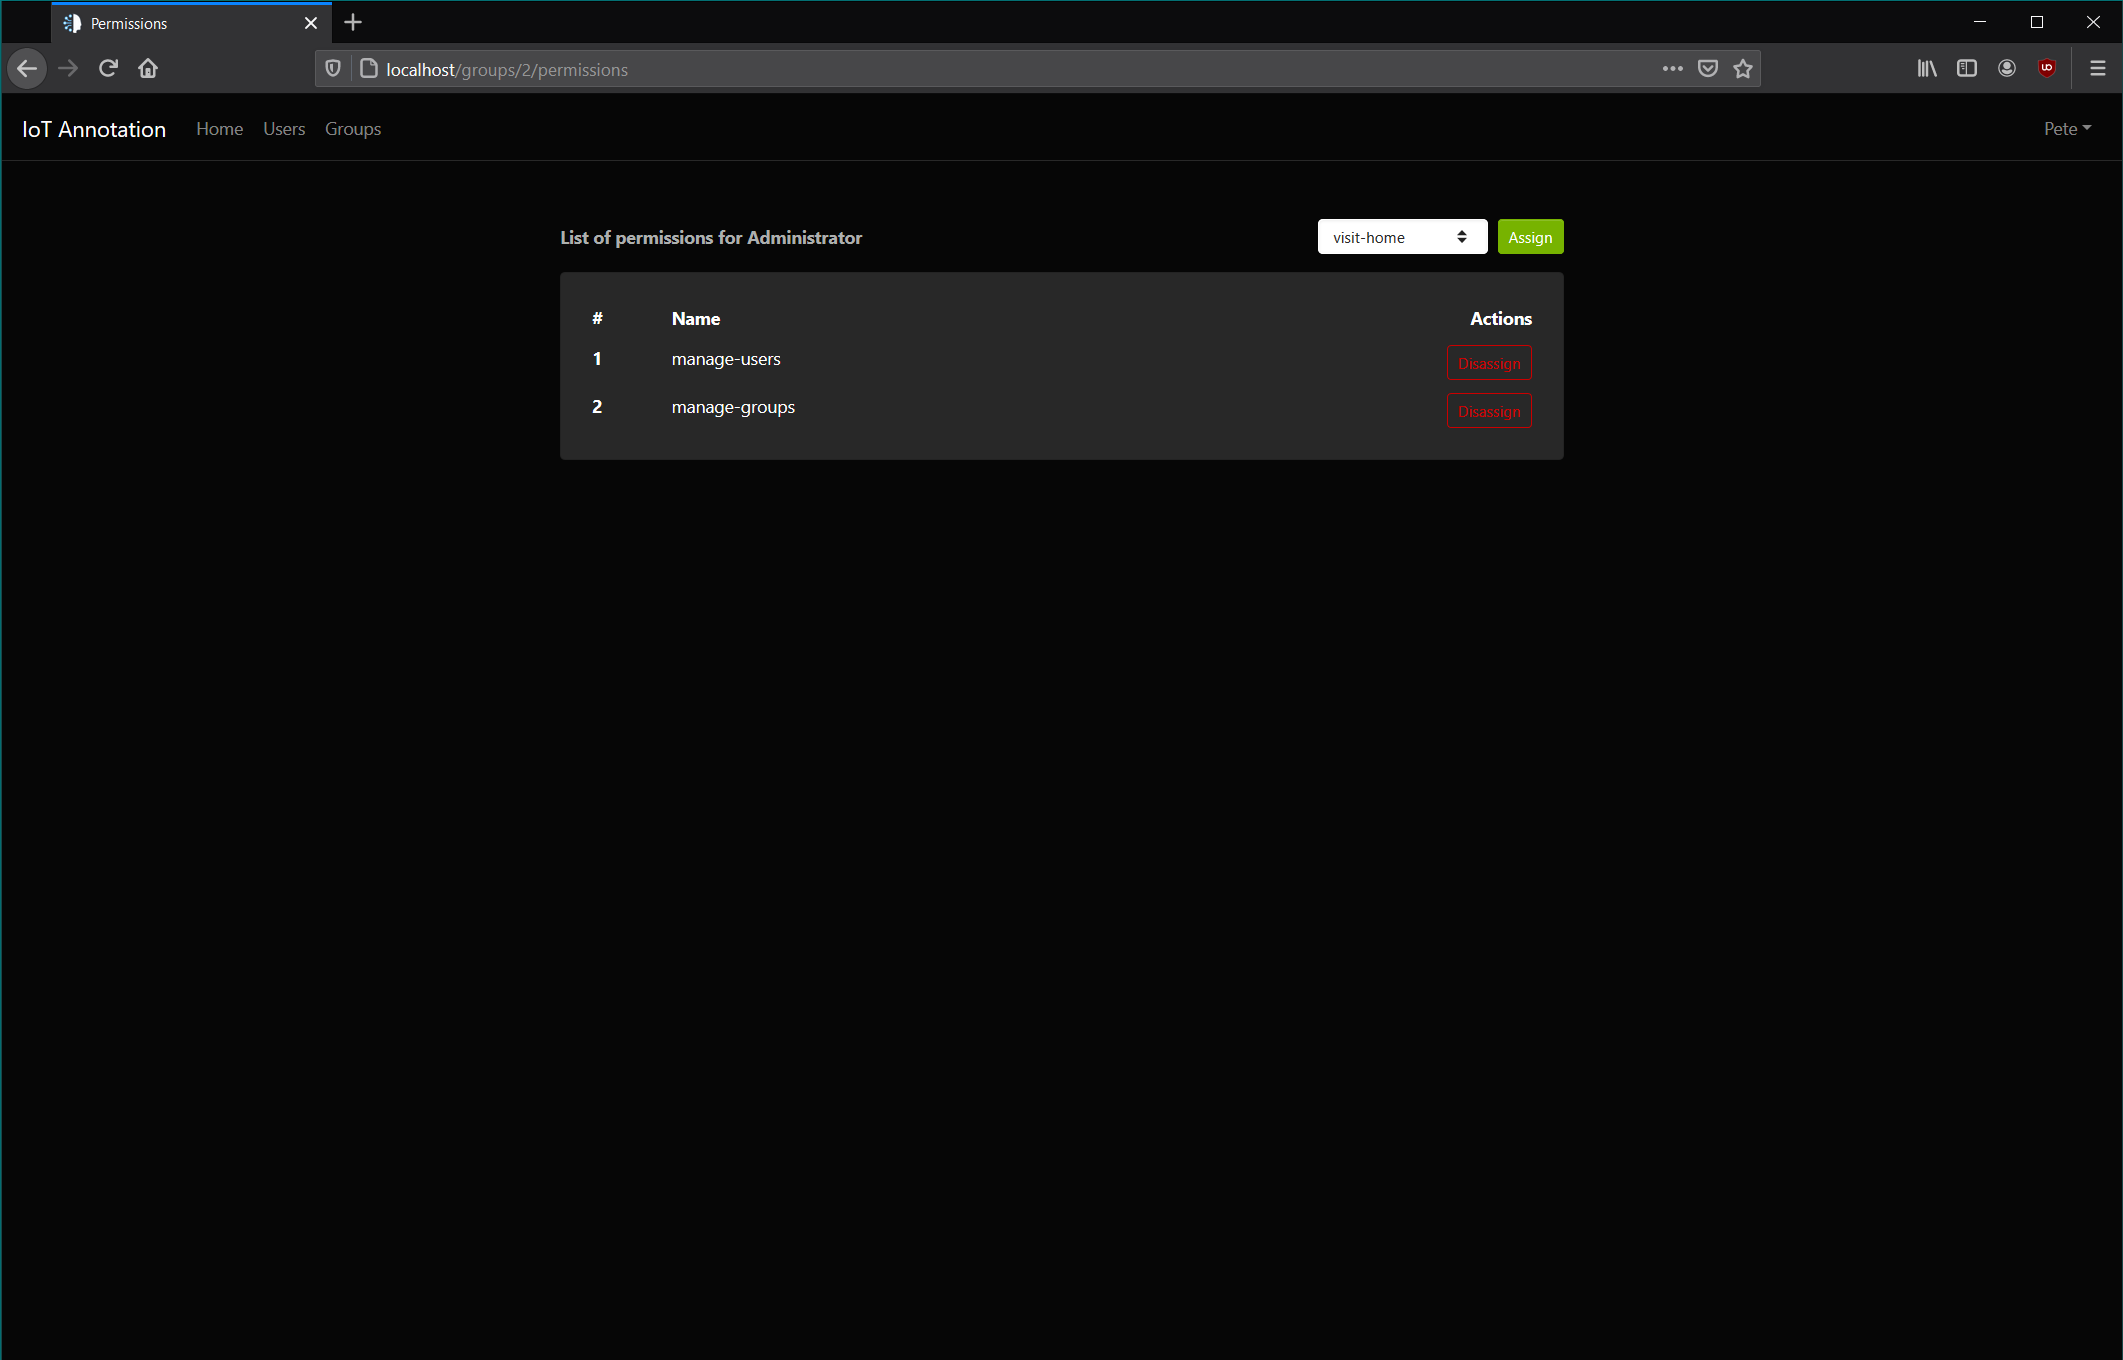 Permissions
localhost/groups/2/permissions
IoT Annotation Home Users Groups Pete
List of permissions for Administrator visit-home Assign
# Name Actions
1 manage-users Disassign
2 manage-groups Disassign